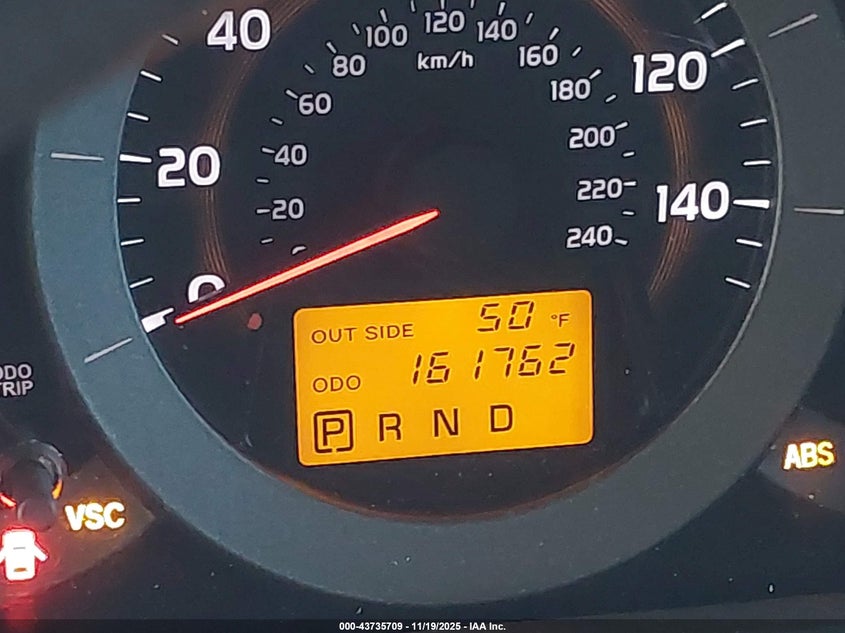 40
20
0
120
140
80
100
120
140
160
km/h
60
180
40
200
20
220
240
OUT SIDE 50 °F
ODO 161762
P R N D
ODO
TRIP
VSC
ABS
000-43735709 - 11/19/2025 - IAA Inc.